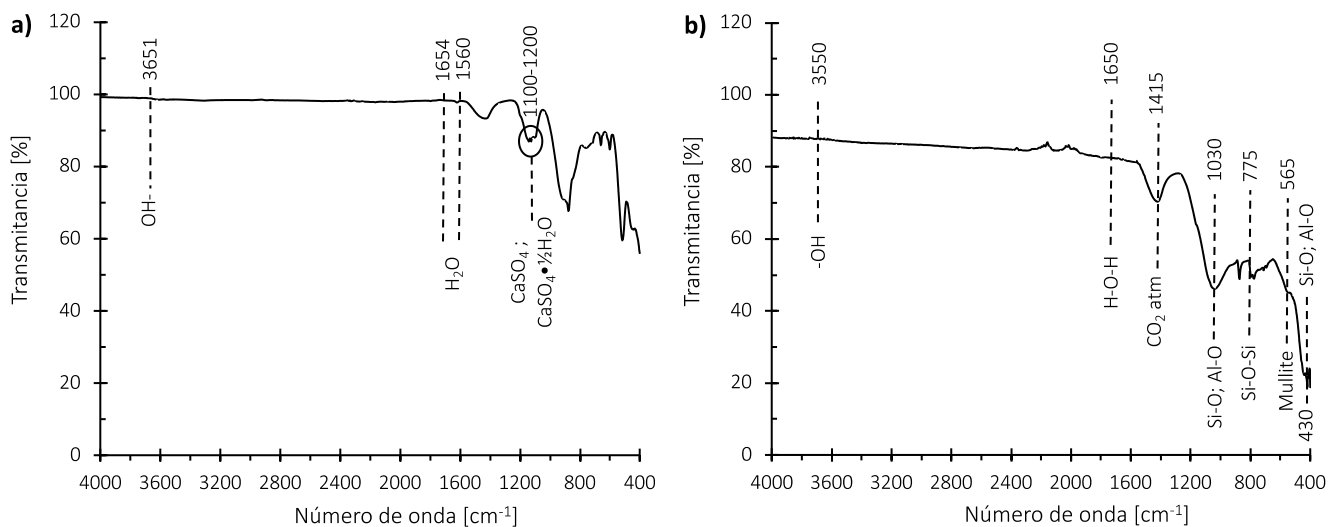 a)
120
100
80
60
40
20
0
Transmitancia [%]
4000 3600 3200 2800 2400 2000 1600 1200 800 400
Número de onda [cm-1]
3651
OH-
1654
1560
H2O
1100-1200
CaSO4 ;
CaSO4•½H2O
b)
120
100
80
60
40
20
0
Transmitancia [%]
4000 3600 3200 2800 2400 2000 1600 1200 800 400
Número de onda [cm-1]
3550
-OH
1650
H-O-H
1415
CO2 atm
1030
Si-O; Al-O
775
Si-O-Si
565
Mullite
Si-O; Al-O
430